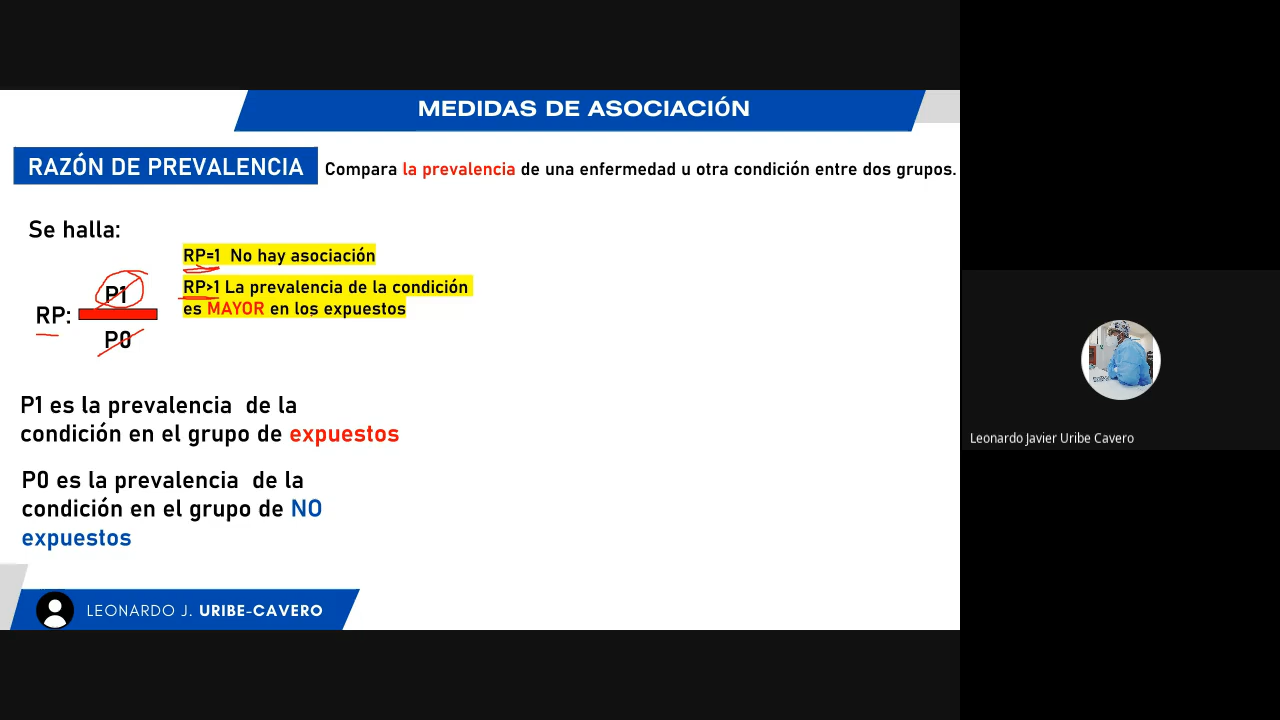 MEDIDAS DE ASOCIACIÓN
RAZÓN DE PREVALENCIA
Compara la prevalencia de una enfermedad u otra condición entre dos grupos.
Se halla:
RP=1 No hay asociación
RP>1 La prevalencia de la condición
es MAYOR en los expuestos
P1
RP:
P0
P1 es la prevalencia de la
condición en el grupo de expuestos
P0 es la prevalencia de la
condición en el grupo de NO
expuestos
LEONARDO J. URIBE-CAVERO
Leonardo Javier Uribe Cavero